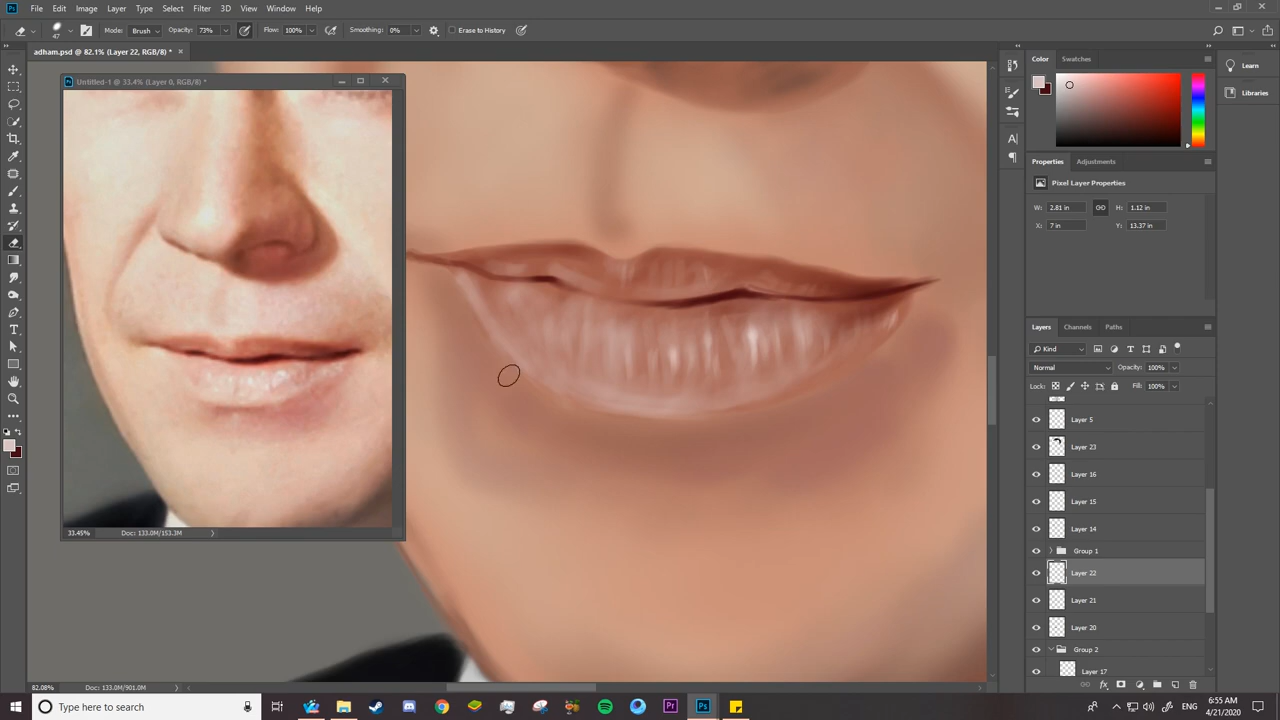 Ps File Edit Image Layer Type Select Filter 3D View Window Help
47 Mode: Brush Opacity: 73% Flow: 100% Smoothing: 0% Erase to History
adham.psd @ 82.1% (Layer 22, RGB/8) *
Untitled-1 @ 33.4% (Layer 0, RGB/8) *
33.45% Doc: 133.0M/153.3M
82.08% Doc: 133.0M/901.0M
Color Swatches
Learn
Libraries
Properties Adjustments
Pixel Layer Properties
W: 2.81 in H: 1.12 in
X: 7 in Y: 13.37 in
Layers Channels Paths
Kind
Normal Opacity: 100%
Lock: Fill: 100%
Layer 5
Layer 23
Layer 16
Layer 15
Layer 14
Group 1
Layer 22
Layer 21
Layer 20
Group 2
Layer 17
Type here to search
Pr Ps
ENG
6:55 AM
4/21/2020